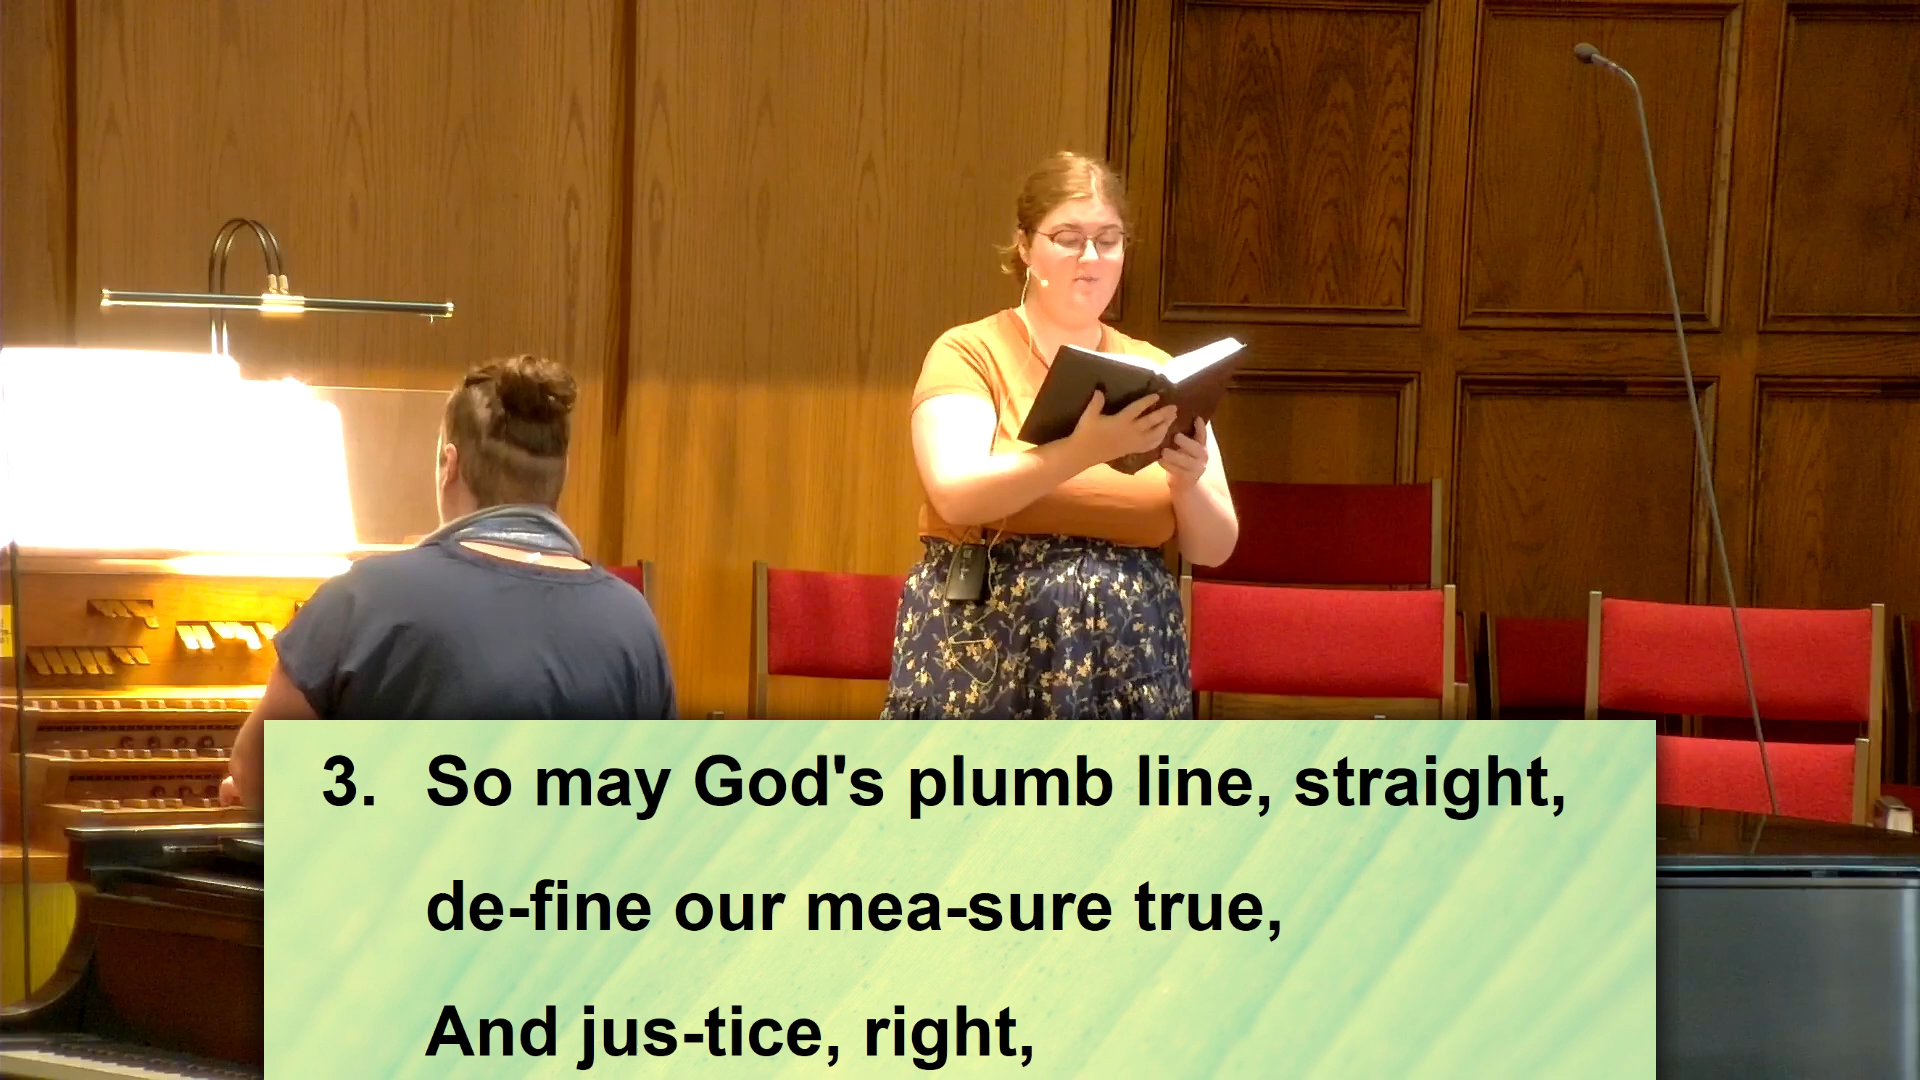 3. So may God's plumb line, straight,
de-fine our mea-sure true,
And jus-tice, right,